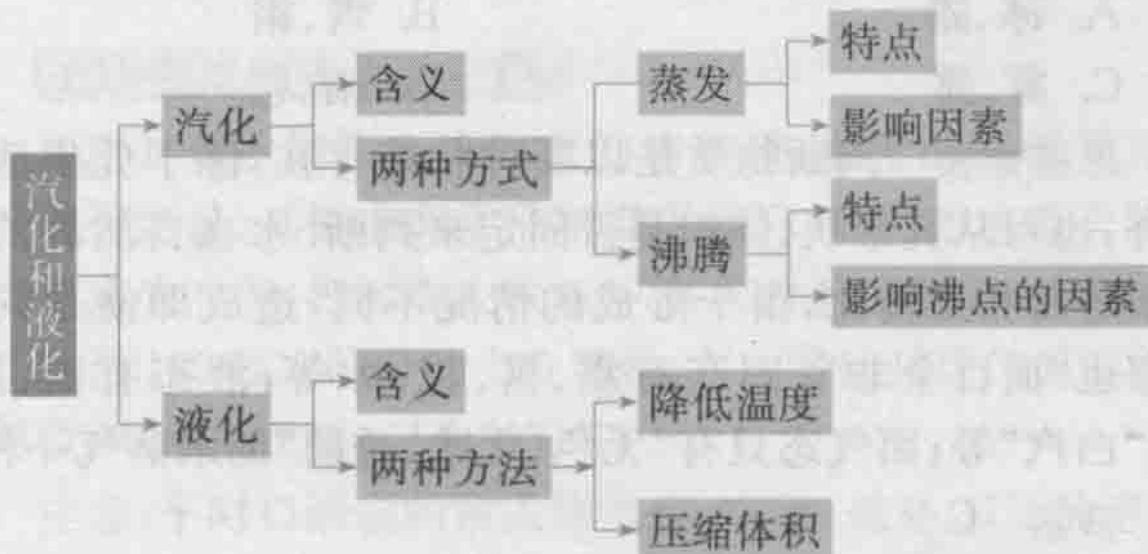 汽化和液化
汽化
含义
两种方式
蒸发
特点
影响因素
沸腾
特点
影响沸点的因素
液化
含义
两种方法
降低温度
压缩体积